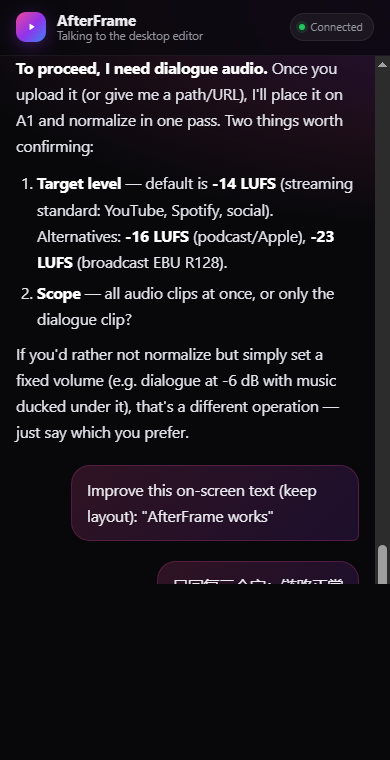 AfterFrame
Talking to the desktop editor
Connected
To proceed, I need dialogue audio. Once you
upload it (or give me a path/URL), I'll place it on
A1 and normalize in one pass. Two things worth
confirming:
1. Target level — default is -14 LUFS (streaming
standard: YouTube, Spotify, social).
Alternatives: -16 LUFS (podcast/Apple), -23
LUFS (broadcast EBU R128).
2. Scope — all audio clips at once, or only the
dialogue clip?
If you'd rather not normalize but simply set a
fixed volume (e.g. dialogue at -6 dB with music
ducked under it), that's a different operation —
just say which you prefer.
Improve this on-screen text (keep
layout): "AfterFrame works"